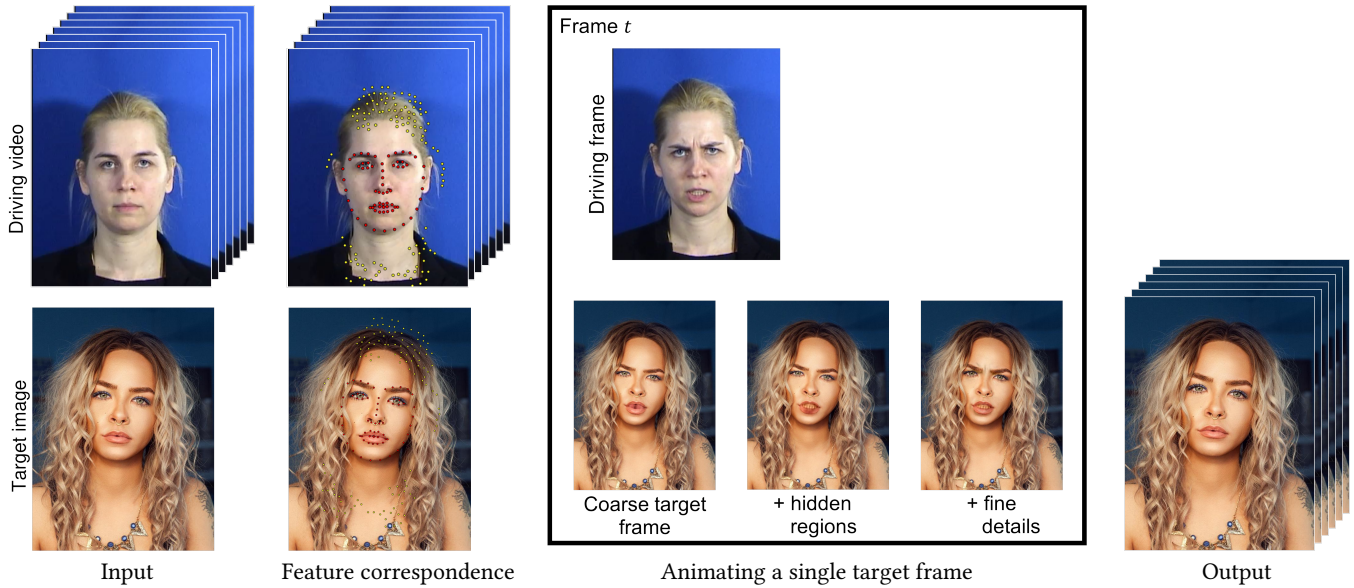 Driving video
Target image
Frame t
Driving frame
Coarse target
frame
+ hidden
regions
+ fine
details
Input
Feature correspondence
Animating a single target frame
Output